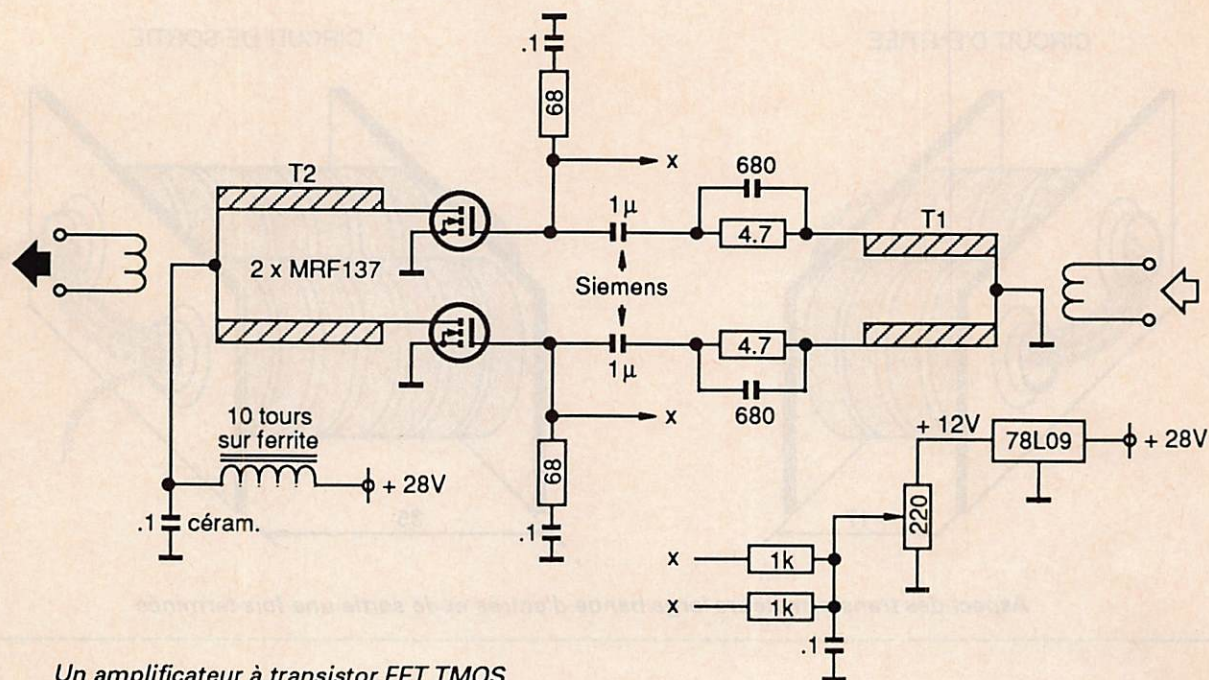 .1
68
x
T2
680
1 µ
4.7
T1
2 x MRF137
Siemens
4.7
1µ
680
x
10 tours
sur ferrite
+ 12V
78L09
+ 28V
68
+ 28V
220
.1
céram.
.1
x
1k
x
1k
.1
Un amplificateur à transistor FET TMOS